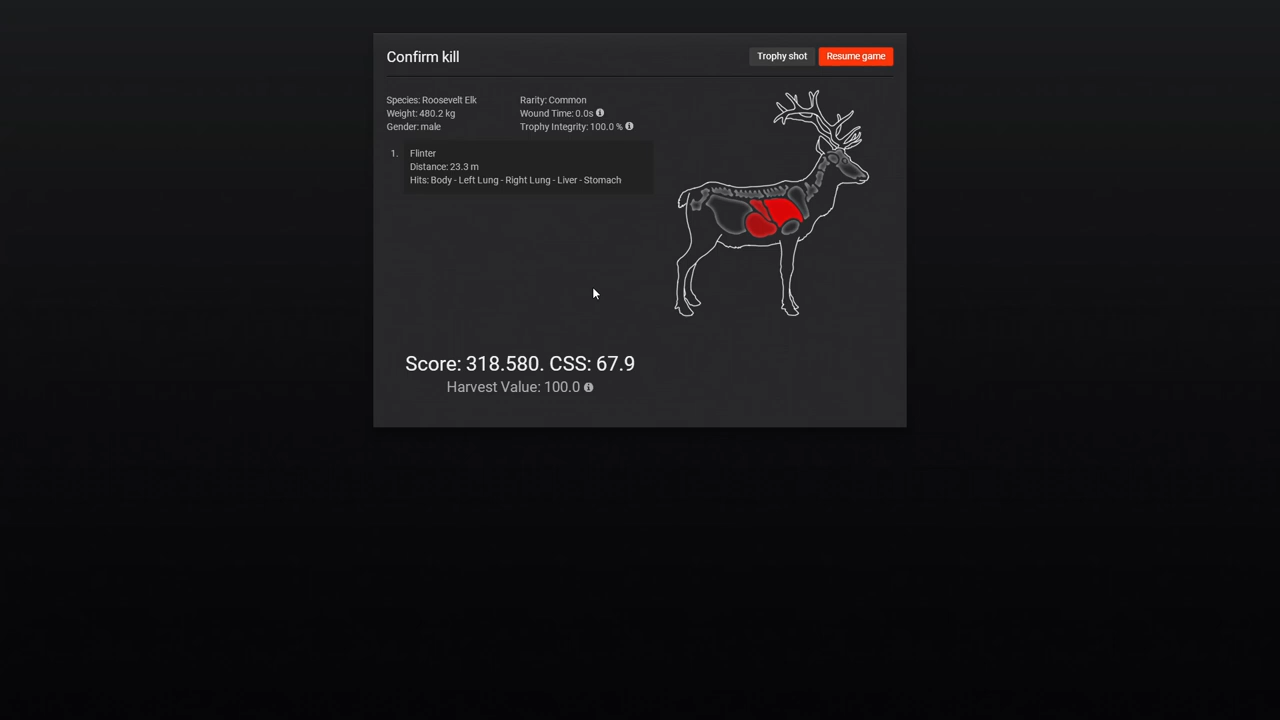 Confirm kill
Trophy shot
Resume game
Species: Roosevelt Elk
Weight: 480.2 kg
Gender: male
Rarity: Common
Wound Time: 0.0s
Trophy Integrity: 100.0 %
1.
Flinter
Distance: 23.3 m
Hits: Body - Left Lung - Right Lung - Liver - Stomach
Score: 318.580. CSS: 67.9
Harvest Value: 100.0